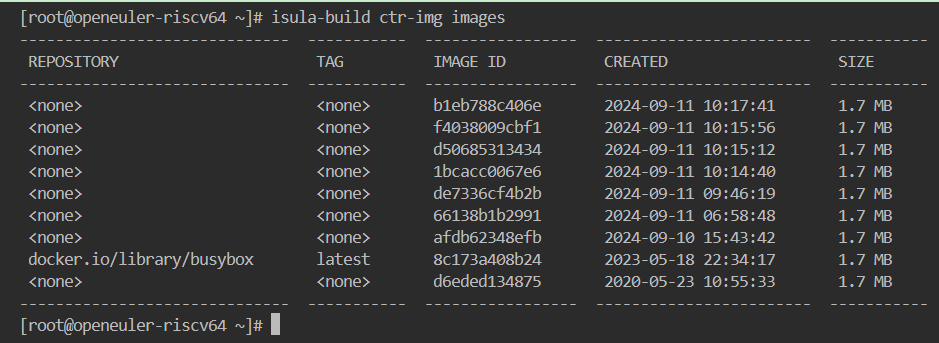 [root@openeuler-riscv64 ~]# isula-build ctr-img images
---------------------------- ----------- ---------------- ------------------------ -----------
REPOSITORY TAG IMAGE ID CREATED SIZE
---------------------------- ----------- ---------------- ------------------------ -----------
<none> <none> b1eb788c406e 2024-09-11 10:17:41 1.7 MB
<none> <none> f4038009cbf1 2024-09-11 10:15:56 1.7 MB
<none> <none> d50685313434 2024-09-11 10:15:12 1.7 MB
<none> <none> 1bcacc0067e6 2024-09-11 10:14:40 1.7 MB
<none> <none> de7336cf4b2b 2024-09-11 09:46:19 1.7 MB
<none> <none> 66138b1b2991 2024-09-11 06:58:48 1.7 MB
<none> <none> afdb62348efb 2024-09-10 15:43:42 1.7 MB
docker.io/library/busybox latest 8c173a408b24 2023-05-18 22:34:17 1.7 MB
<none> <none> d6eded134875 2020-05-23 10:55:33 1.7 MB
---------------------------- ----------- ---------------- ------------------------ -----------
[root@openeuler-riscv64 ~]#